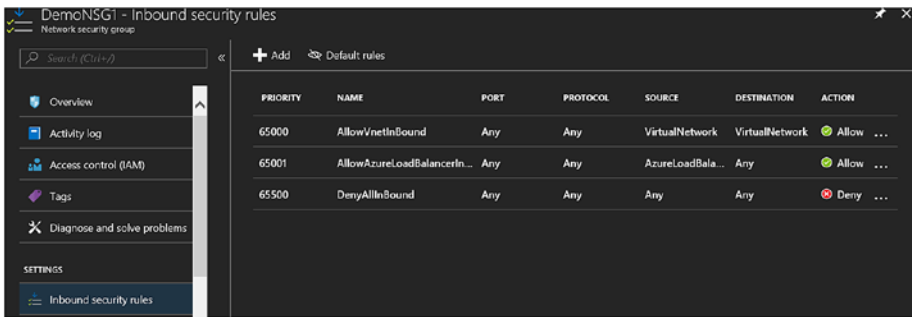 DemoNSG1 - Inbound security rules
Network security group
Search (Ctrl+/)
Add Default rules
Overview
Activity log
Access control (IAM)
Tags
Diagnose and solve problems
SETTINGS
Inbound security rules
PRIORITY NAME PORT PROTOCOL SOURCE DESTINATION ACTION
65000 AllowVnetInBound Any Any VirtualNetwork VirtualNetwork Allow ...
65001 AllowAzureLoadBalancerIn... Any Any AzureLoadBala... Any Allow ...
65500 DenyAllInBound Any Any Any Any Deny ...